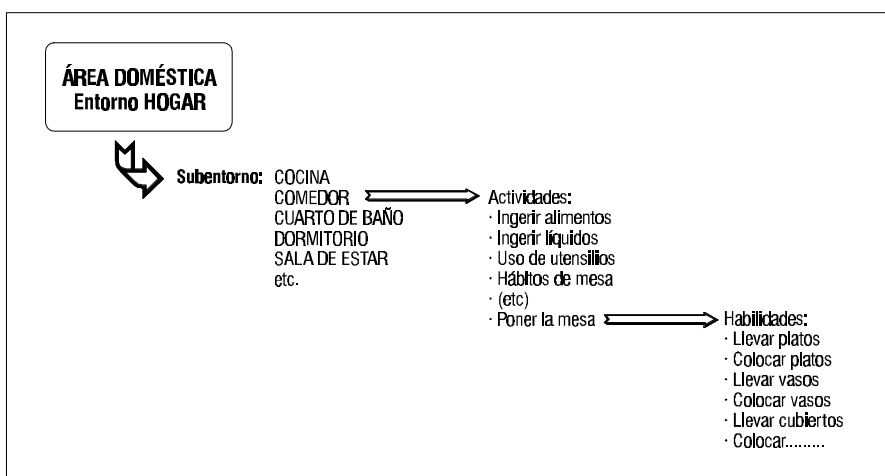 ÁREA DOMÉSTICA
Entorno HOGAR
Subentorno: COCINA
COMEDOR
CUARTO DE BAÑO
DORMITORIO
SALA DE ESTAR
etc.
Actividades:
· Ingerir alimentos
· Ingerir líquidos
· Uso de utensilios
· Hábitos de mesa
· (etc)
· Poner la mesa
Habilidades:
· Llevar platos
· Colocar platos
· Llevar vasos
· Colocar vasos
· Llevar cubiertos
· Colocar.........